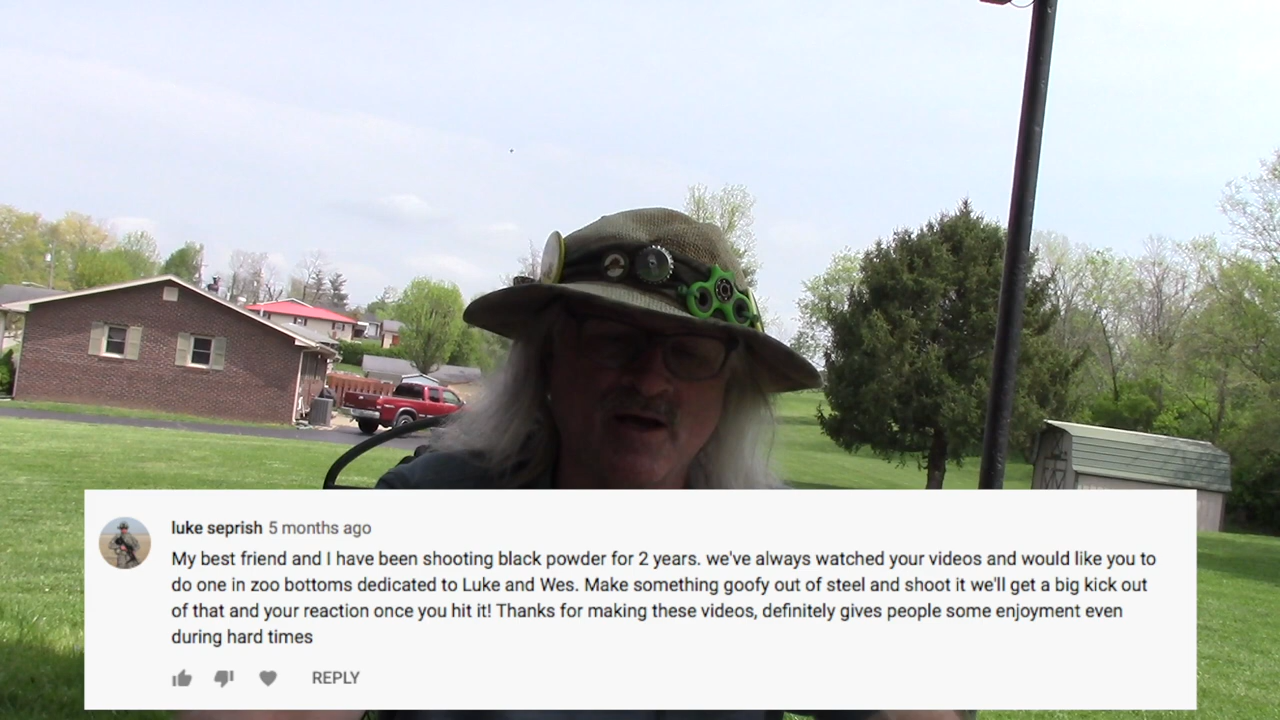 luke seprish 5 months ago
My best friend and I have been shooting black powder for 2 years. we've always watched your videos and would like you to
do one in zoo bottoms dedicated to Luke and Wes. Make something goofy out of steel and shoot it we'll get a big kick out
of that and your reaction once you hit it! Thanks for making these videos, definitely gives people some enjoyment even
during hard times
REPLY